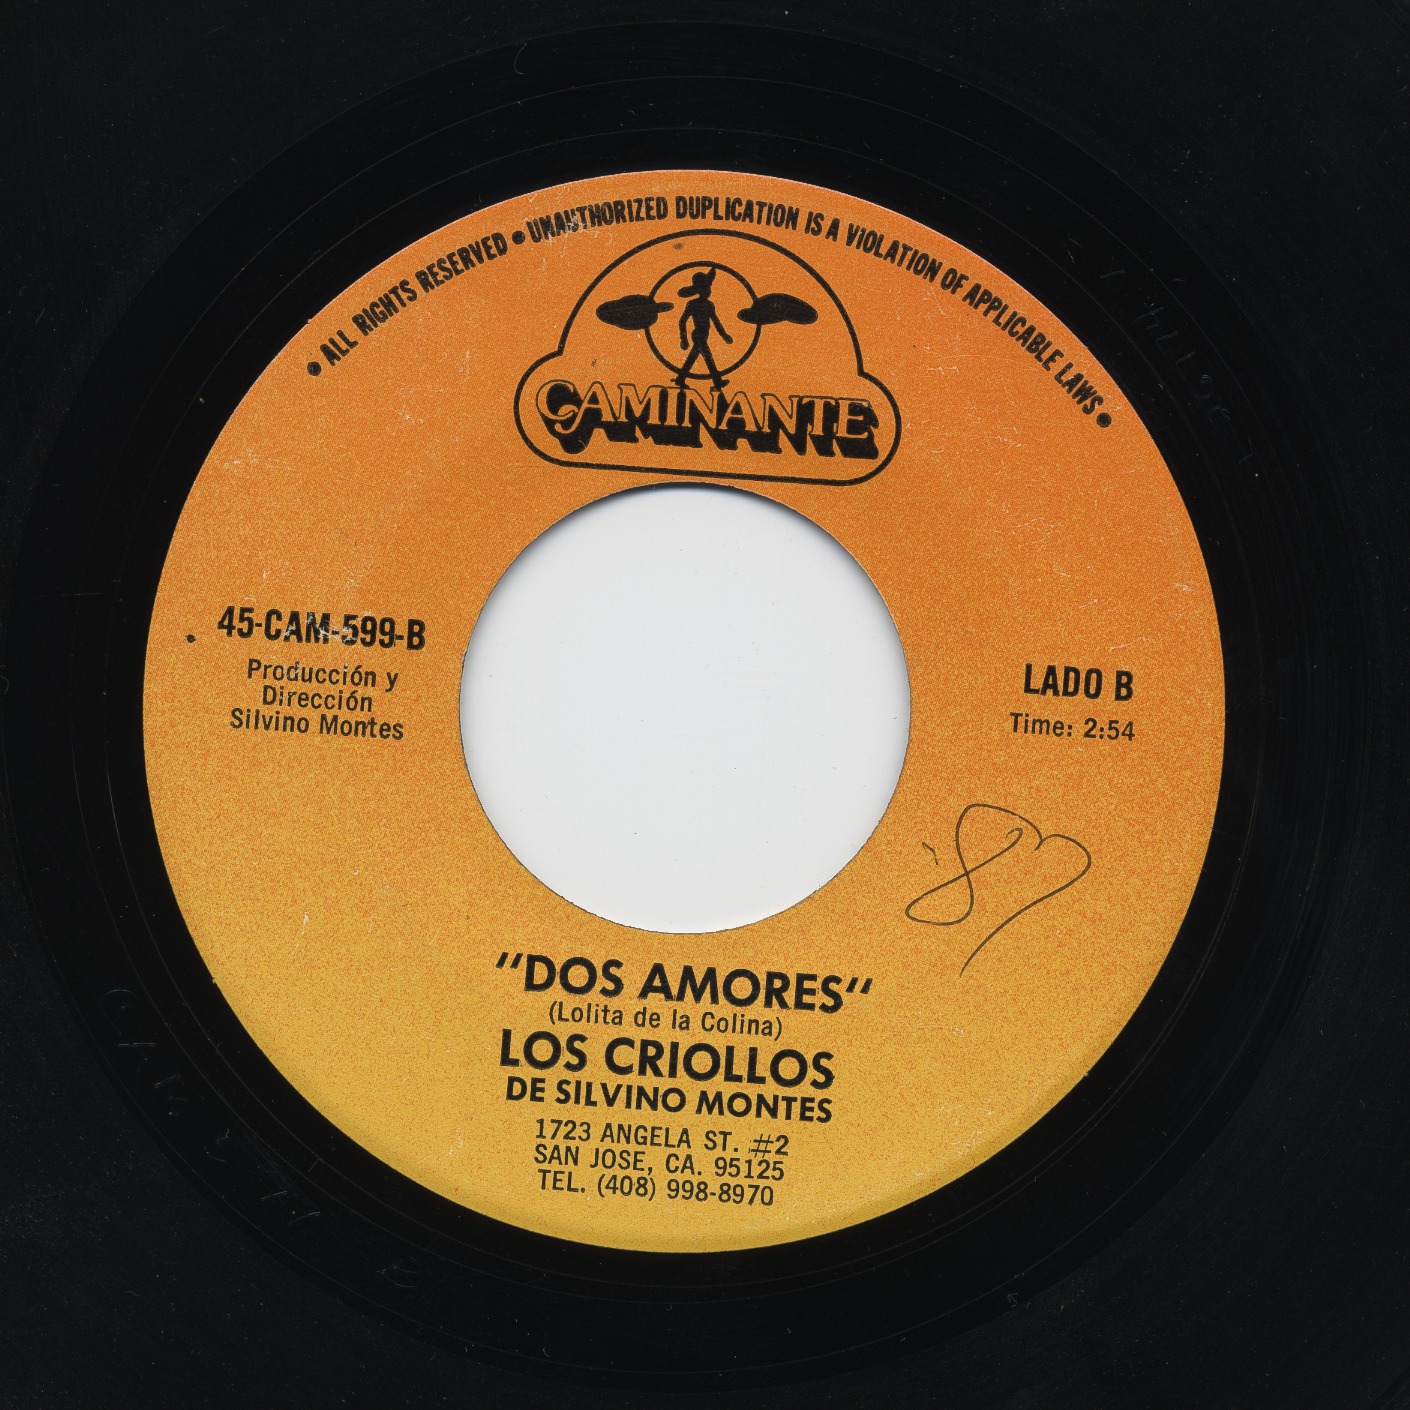 • ALL RIGHTS RESERVED • UNAUTHORIZED DUPLICATION IS A VIOLATION OF APPLICABLE LAWS •
CAMINANTE
45-CAM-599-B
Producción y
Dirección
Silvino Montes
LADO B
Time: 2:54
'87
"DOS AMORES"
(Lolita de la Colina)
LOS CRIOLLOS
DE SILVINO MONTES
1723 ANGELA ST. #2
SAN JOSE, CA. 95125
TEL. (408) 998-8970